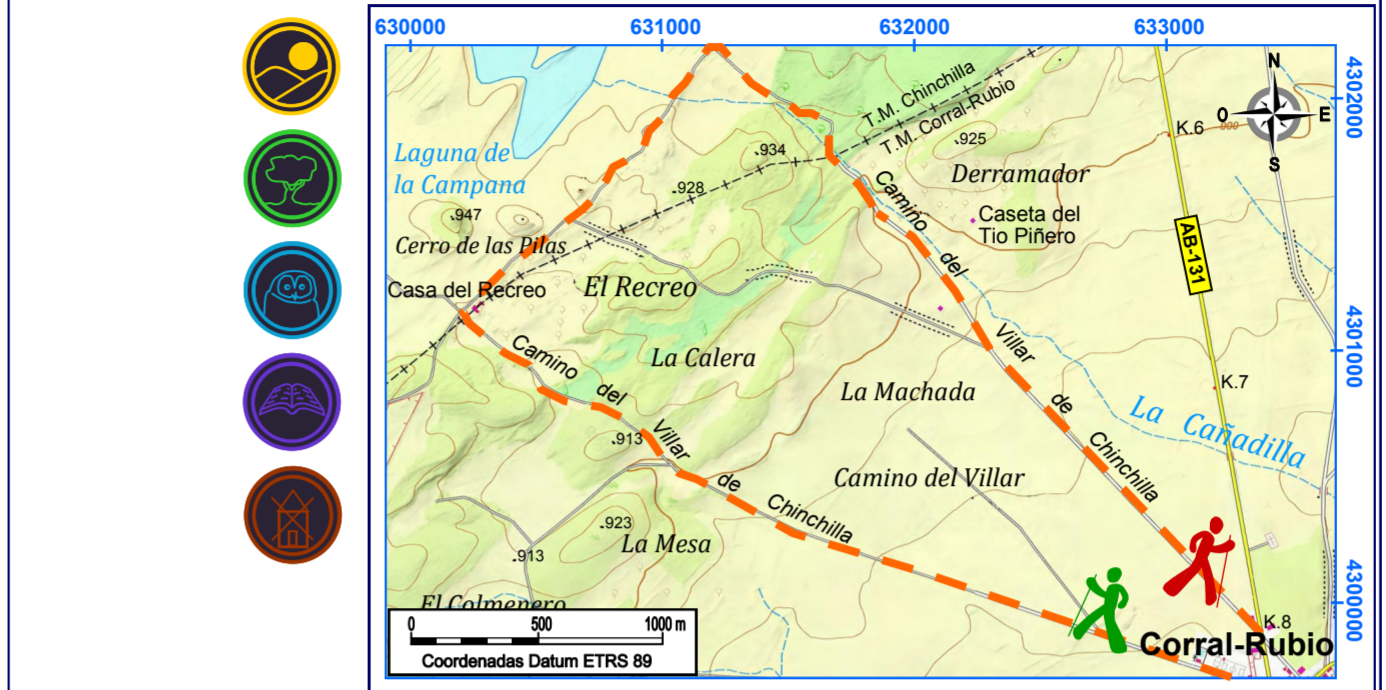 630000
631000
632000
633000
4302000
4301000
4300000
N
O
E
S
T.M. Chinchilla
T.M. Corral-Rubio
K.6
900
925
934
928
947
Laguna de
la Campana
Derramador
Caseta del
Tio Piñero
Cerro de las Pilas
Casa del Recreo
El Recreo
AB-131
Camino del Villar de Chinchilla
La Calera
La Machada
K.7
La Cañadilla
Camino del Villar de Chinchilla
913
Camino del Villar
923
La Mesa
913
El Colmenero
K.8
Corral-Rubio
0 500 1000 m
Coordenadas Datum ETRS 89